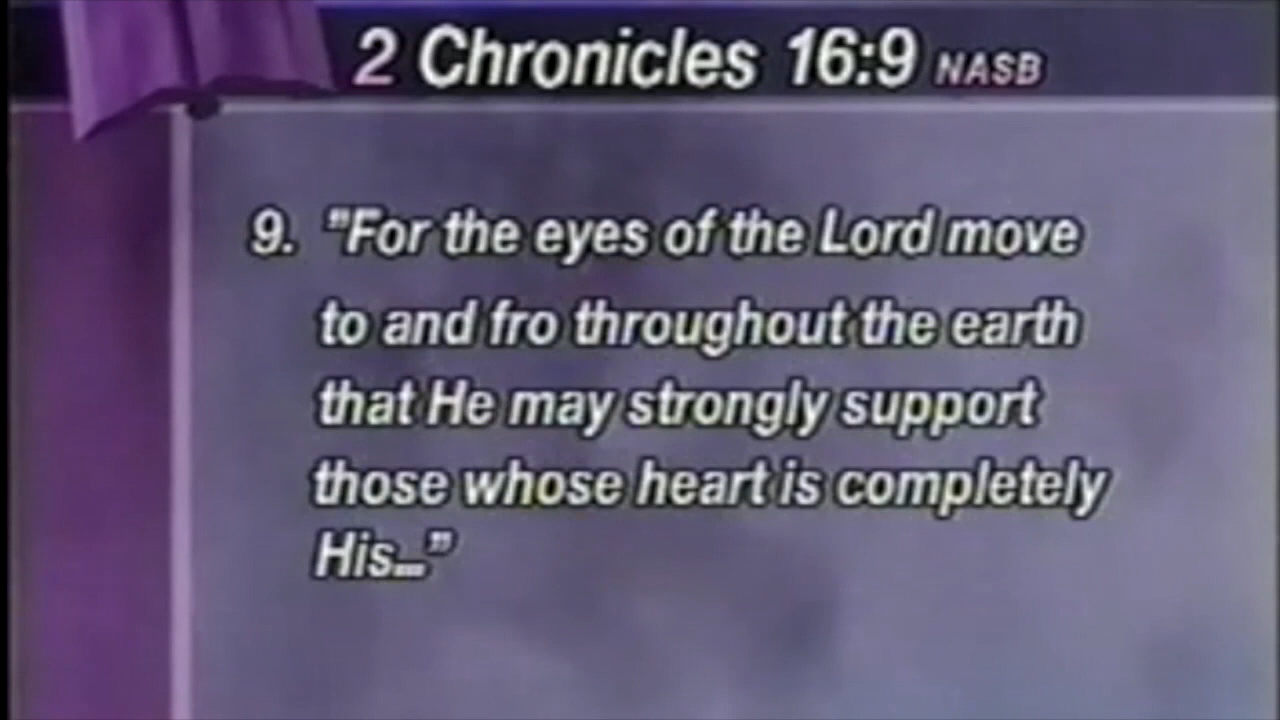 2 Chronicles 16:9 NASB
9. "For the eyes of the Lord move
to and fro throughout the earth
that He may strongly support
those whose heart is completely
His..."